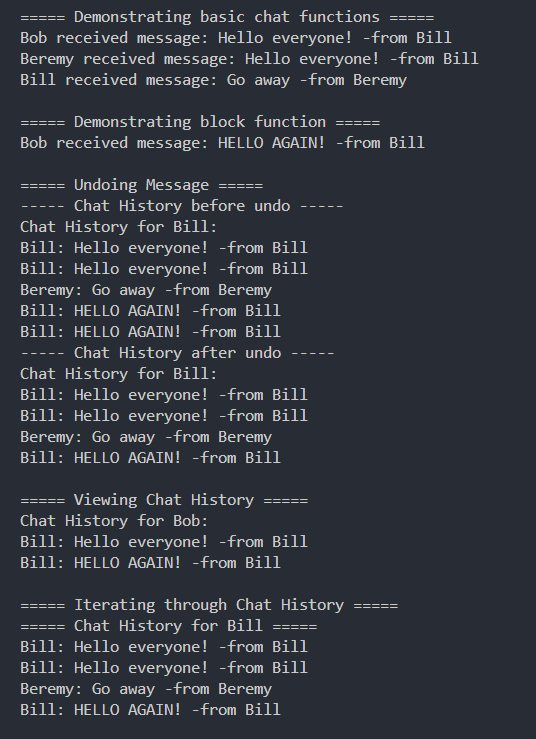 ===== Demonstrating basic chat functions =====
Bob received message: Hello everyone! -from Bill
Beremy received message: Hello everyone! -from Bill
Bill received message: Go away -from Beremy
===== Demonstrating block function =====
Bob received message: HELLO AGAIN! -from Bill
===== Undoing Message =====
----- Chat History before undo -----
Chat History for Bill:
Bill: Hello everyone! -from Bill
Bill: Hello everyone! -from Bill
Beremy: Go away -from Beremy
Bill: HELLO AGAIN! -from Bill
Bill: HELLO AGAIN! -from Bill
----- Chat History after undo -----
Chat History for Bill:
Bill: Hello everyone! -from Bill
Bill: Hello everyone! -from Bill
Beremy: Go away -from Beremy
Bill: HELLO AGAIN! -from Bill
===== Viewing Chat History =====
Chat History for Bob:
Bill: Hello everyone! -from Bill
Bill: HELLO AGAIN! -from Bill
===== Iterating through Chat History =====
===== Chat History for Bill =====
Bill: Hello everyone! -from Bill
Bill: Hello everyone! -from Bill
Beremy: Go away -from Beremy
Bill: HELLO AGAIN! -from Bill